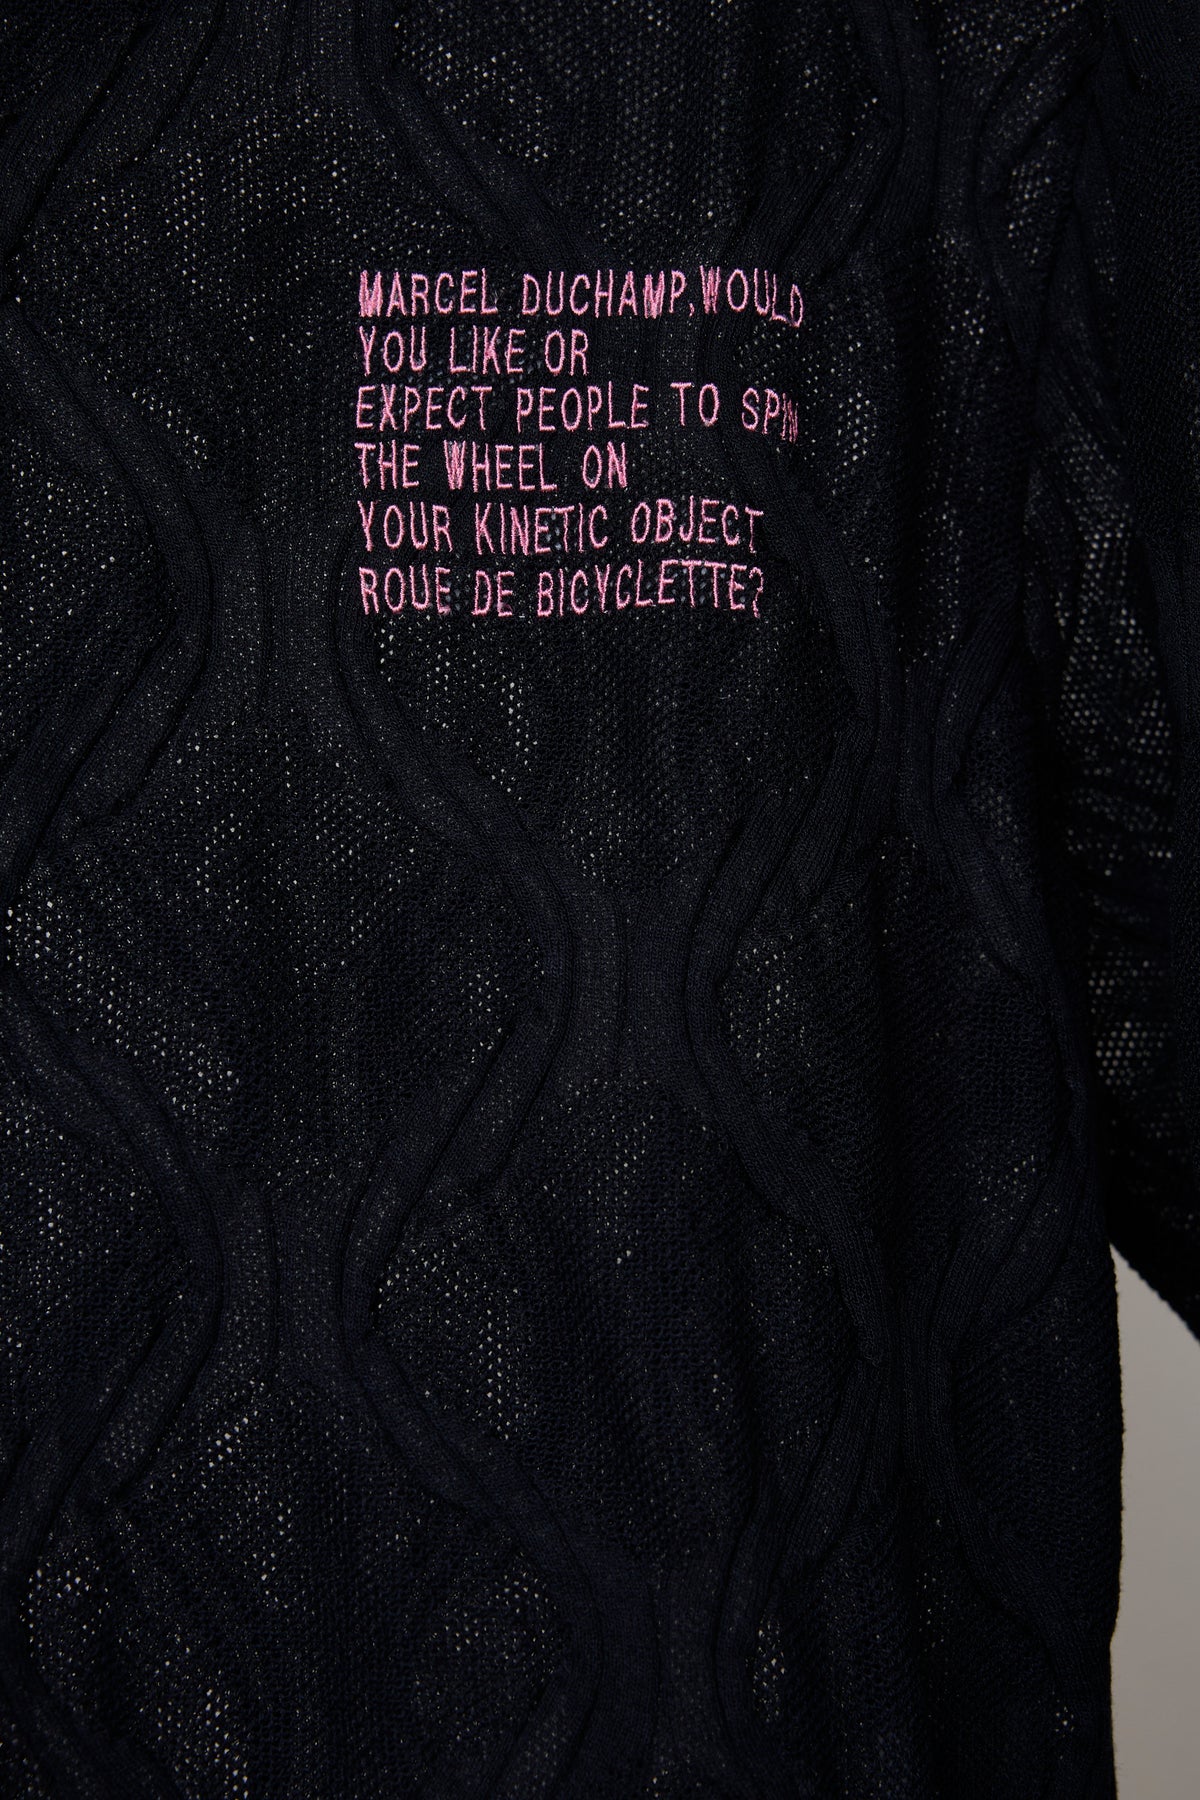 MARCEL DUCHAMP,WOULD
YOU LIKE OR
EXPECT PEOPLE TO SPIN
THE WHEEL ON
YOUR KINETIC OBJECT
ROUE DE BICYCLETTE?